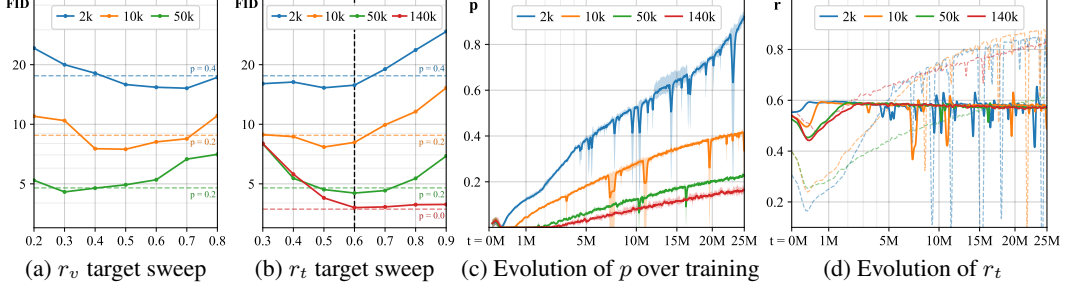 FID
2k 10k 50k
20
10
5
p = 0.4
p = 0.2
p = 0.2
0.2 0.3 0.4 0.5 0.6 0.7 0.8
(a) r_v target sweep
FID
2k 10k 50k 140k
20
10
5
p = 0.4
p = 0.2
p = 0.2
p = 0.0
0.3 0.4 0.5 0.6 0.7 0.8 0.9
(b) r_t target sweep
p
2k 10k 50k 140k
0.8
0.6
0.4
0.2
t = 0M 1M 5M 10M 15M 20M 25M
(c) Evolution of p over training
r
2k 10k 50k 140k
0.8
0.6
0.4
0.2
t = 0M 1M 5M 10M 15M 20M 25M
(d) Evolution of r_t